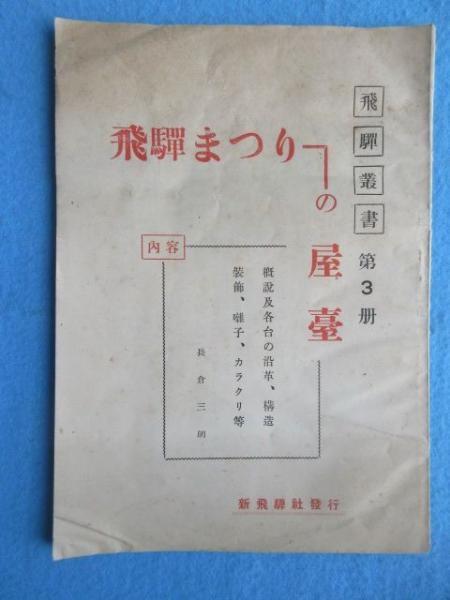 飛驒叢書 第3册
飛驒まつり
の
屋臺
內容
概說及各台の沿革、構造
裝飾、囃子、カラクリ等
長倉三朗
新飛驒社發行